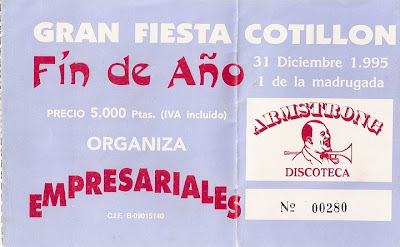 GRAN FIESTA COTILLON
31 Diciembre 1.995
Fín de Año
1 de la madrugada
PRECIO 5.000 Ptas. (IVA incluído)
ORGANIZA
EMPRESARIALES
C.I.F. B-09015140
ARMSTRONG
DISCOTECA
Nº 00280